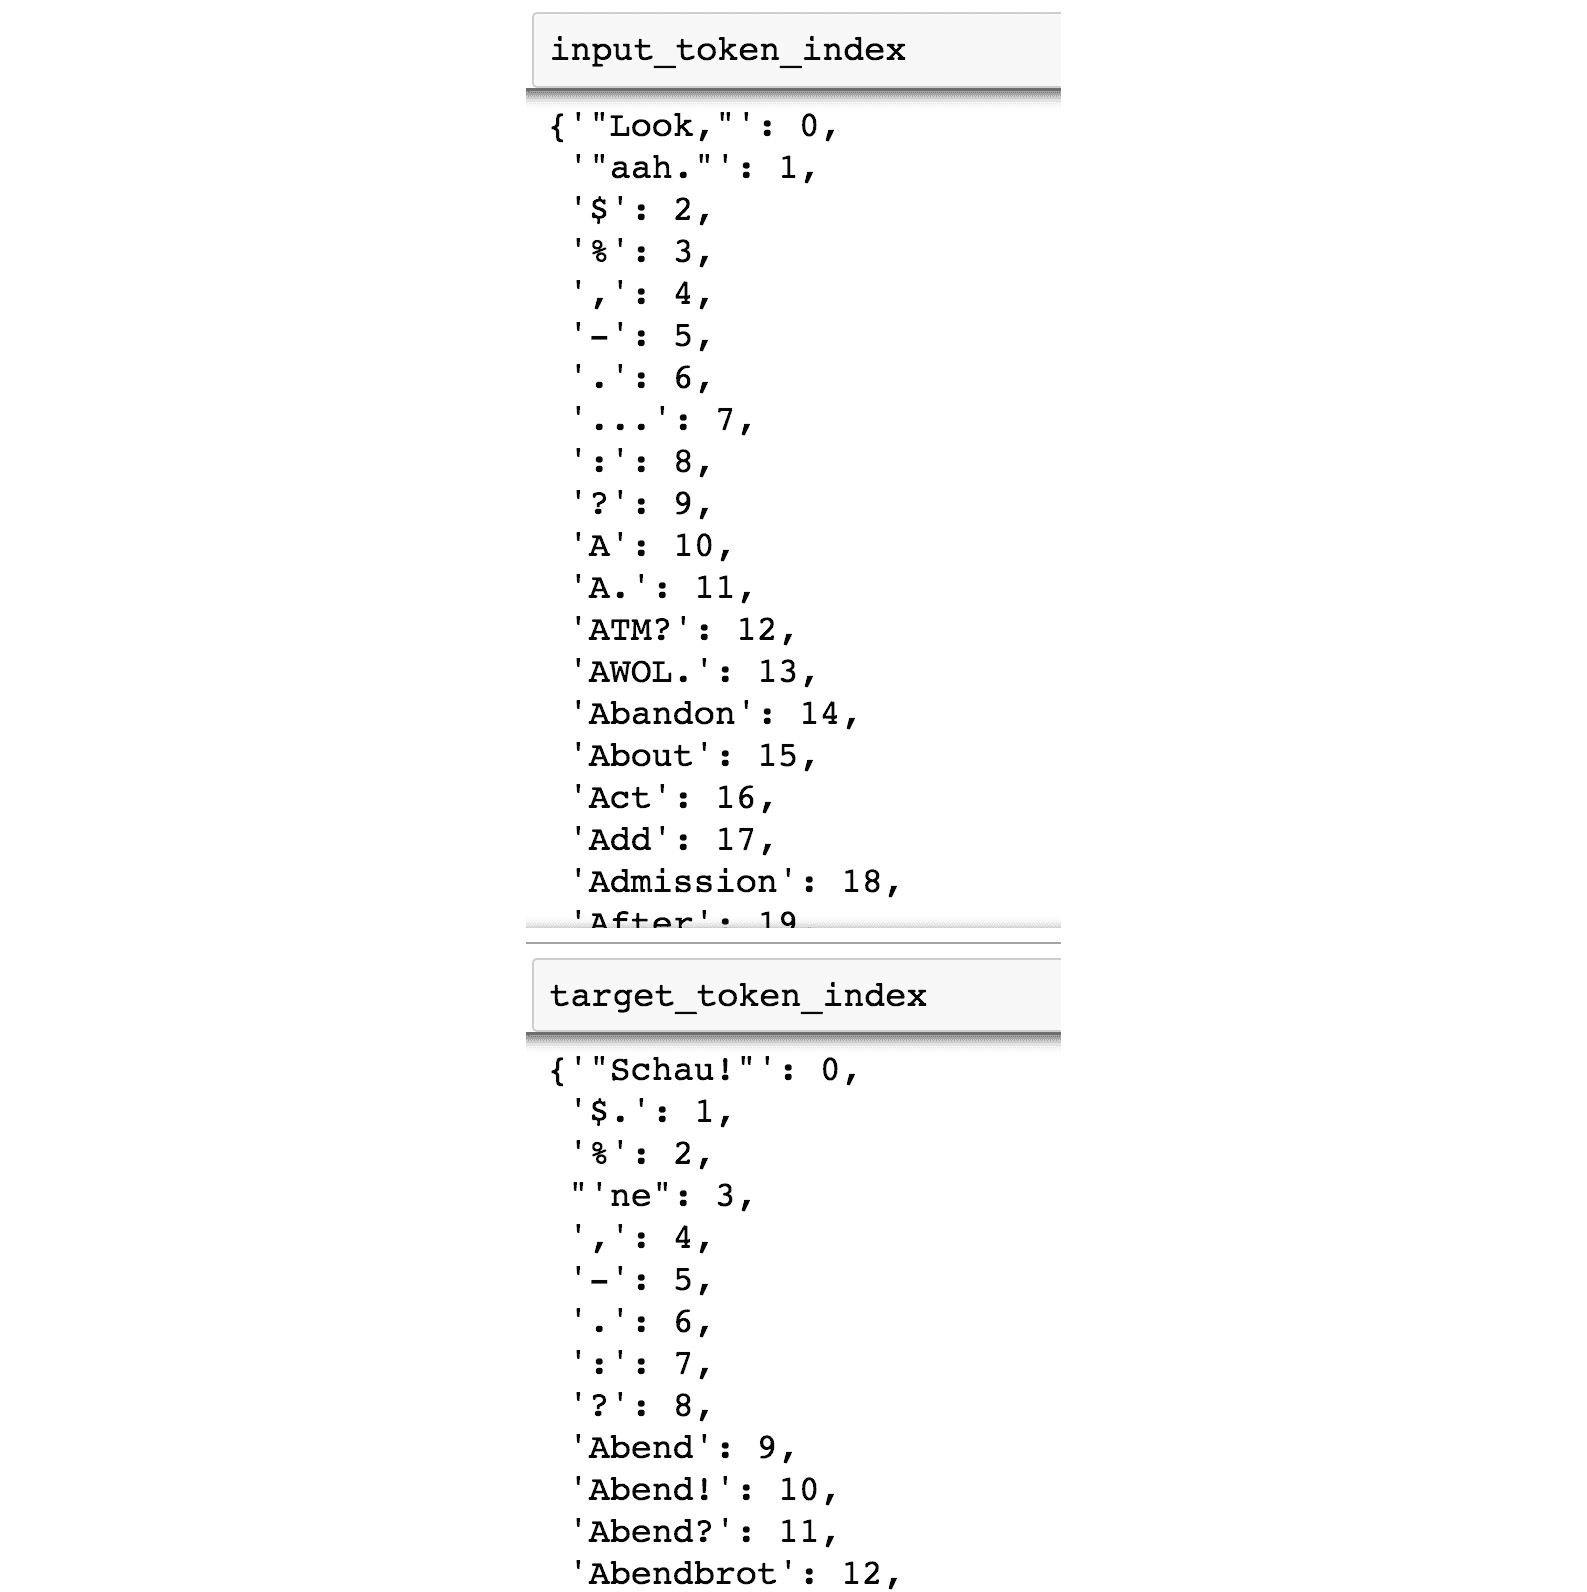 input_token_index
{'"Look,"': 0,
'"aah."': 1,
'$': 2,
'%': 3,
',': 4,
'-': 5,
'.': 6,
'...': 7,
':': 8,
'?': 9,
'A': 10,
'A.': 11,
'ATM?': 12,
'AWOL.': 13,
'Abandon': 14,
'About': 15,
'Act': 16,
'Add': 17,
'Admission': 18,
'After': 19,
target_token_index
{'"Schau!"': 0,
'$.': 1,
'%': 2,
"'ne": 3,
',': 4,
'-': 5,
'.': 6,
':': 7,
'?': 8,
'Abend': 9,
'Abend!': 10,
'Abend?': 11,
'Abendbrot': 12,